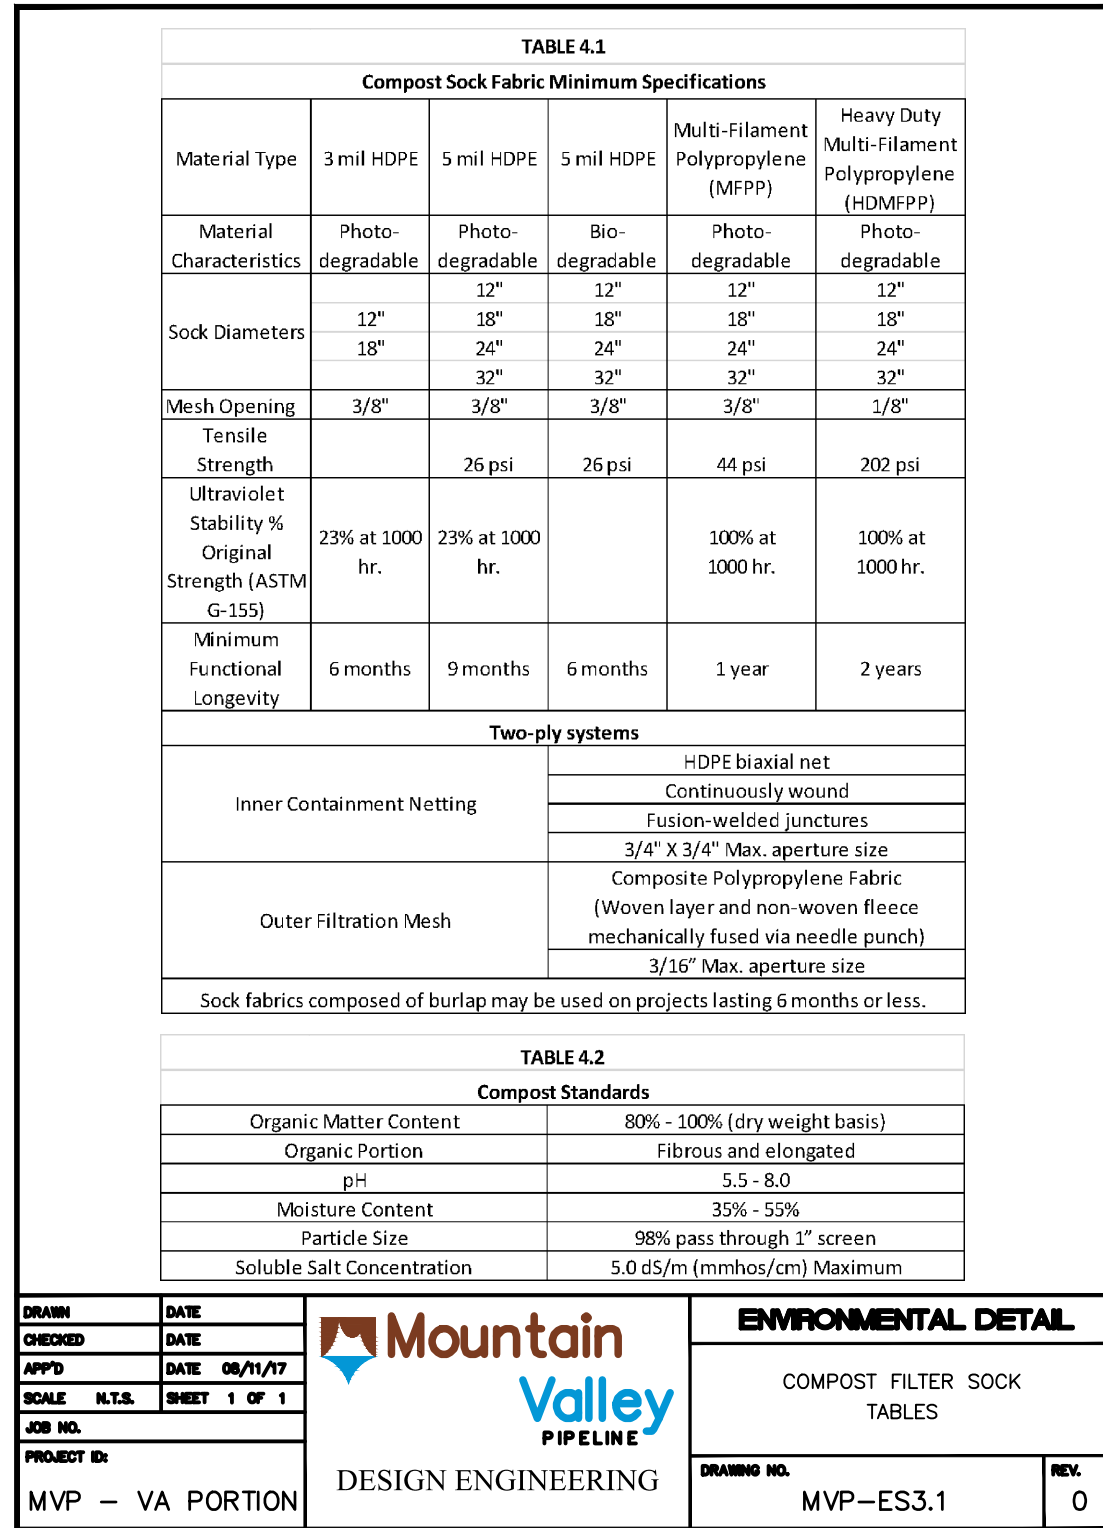 TABLE 4.1
Compost Sock Fabric Minimum Specifications
Material Type 3 mil HDPE 5 mil HDPE 5 mil HDPE Multi-Filament Polypropylene (MFPP) Heavy Duty Multi-Filament Polypropylene (HDMFPP)
Material Characteristics Photo-degradable Photo-degradable Bio-degradable Photo-degradable Photo-degradable
Sock Diameters
12" 12" 12" 12"
12" 18" 18" 18" 18"
18" 24" 24" 24" 24"
32" 32" 32" 32"
Mesh Opening 3/8" 3/8" 3/8" 3/8" 1/8"
Tensile Strength 26 psi 26 psi 44 psi 202 psi
Ultraviolet Stability % Original Strength (ASTM G-155) 23% at 1000 hr. 23% at 1000 hr. 100% at 1000 hr. 100% at 1000 hr.
Minimum Functional Longevity 6 months 9 months 6 months 1 year 2 years
Two-ply systems
Inner Containment Netting
HDPE biaxial net
Continuously wound
Fusion-welded junctures
3/4" X 3/4" Max. aperture size
Outer Filtration Mesh
Composite Polypropylene Fabric
(Woven layer and non-woven fleece
mechanically fused via needle punch)
3/16” Max. aperture size
Sock fabrics composed of burlap may be used on projects lasting 6 months or less.
TABLE 4.2
Compost Standards
Organic Matter Content 80% - 100% (dry weight basis)
Organic Portion Fibrous and elongated
pH 5.5 - 8.0
Moisture Content 35% - 55%
Particle Size 98% pass through 1” screen
Soluble Salt Concentration 5.0 dS/m (mmhos/cm) Maximum
DRAWN DATE
CHECKED DATE
APP'D DATE 08/11/17
SCALE N.T.S. SHEET 1 OF 1
JOB NO.
PROJECT ID:
MVP - VA PORTION
Mountain
Valley
PIPELINE
DESIGN ENGINEERING
ENVIRONMENTAL DETAIL
COMPOST FILTER SOCK
TABLES
DRAWING NO.
MVP-ES3.1
REV.
0